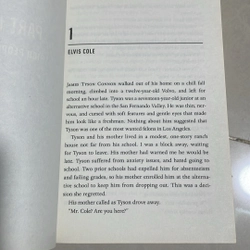 1
ELVIS COLE
Tyson Connor walked out of his home on a chill fall
morning, climbed into a twelve-year-old Volvo, and left for
school an hour late. Tyson was a seventeen-year-old junior at an
alternative school in the San Fernando Valley. He was thin, ner-
vous, and cursed with soft features and gentle eyes that made
him look like a freshman. Nothing about him suggested that
Tyson was one of the most wanted felons in Los Angeles.
Tyson and his mother lived in a modest, one-story ranch
house not far from his school. I was a block away, waiting
for Tyson to leave. His mother had warned me he would be
late. Tyson suffered from anxiety issues, and hated going to
school. Two prior schools had expelled him for absenteeism
and failing grades, so his mother enrolled him at the alterna-
tive school to keep him from dropping out. This was a deci-
sion she regretted.
His mother called as Tyson drove away.
"Mr. Cole! Are you here?"